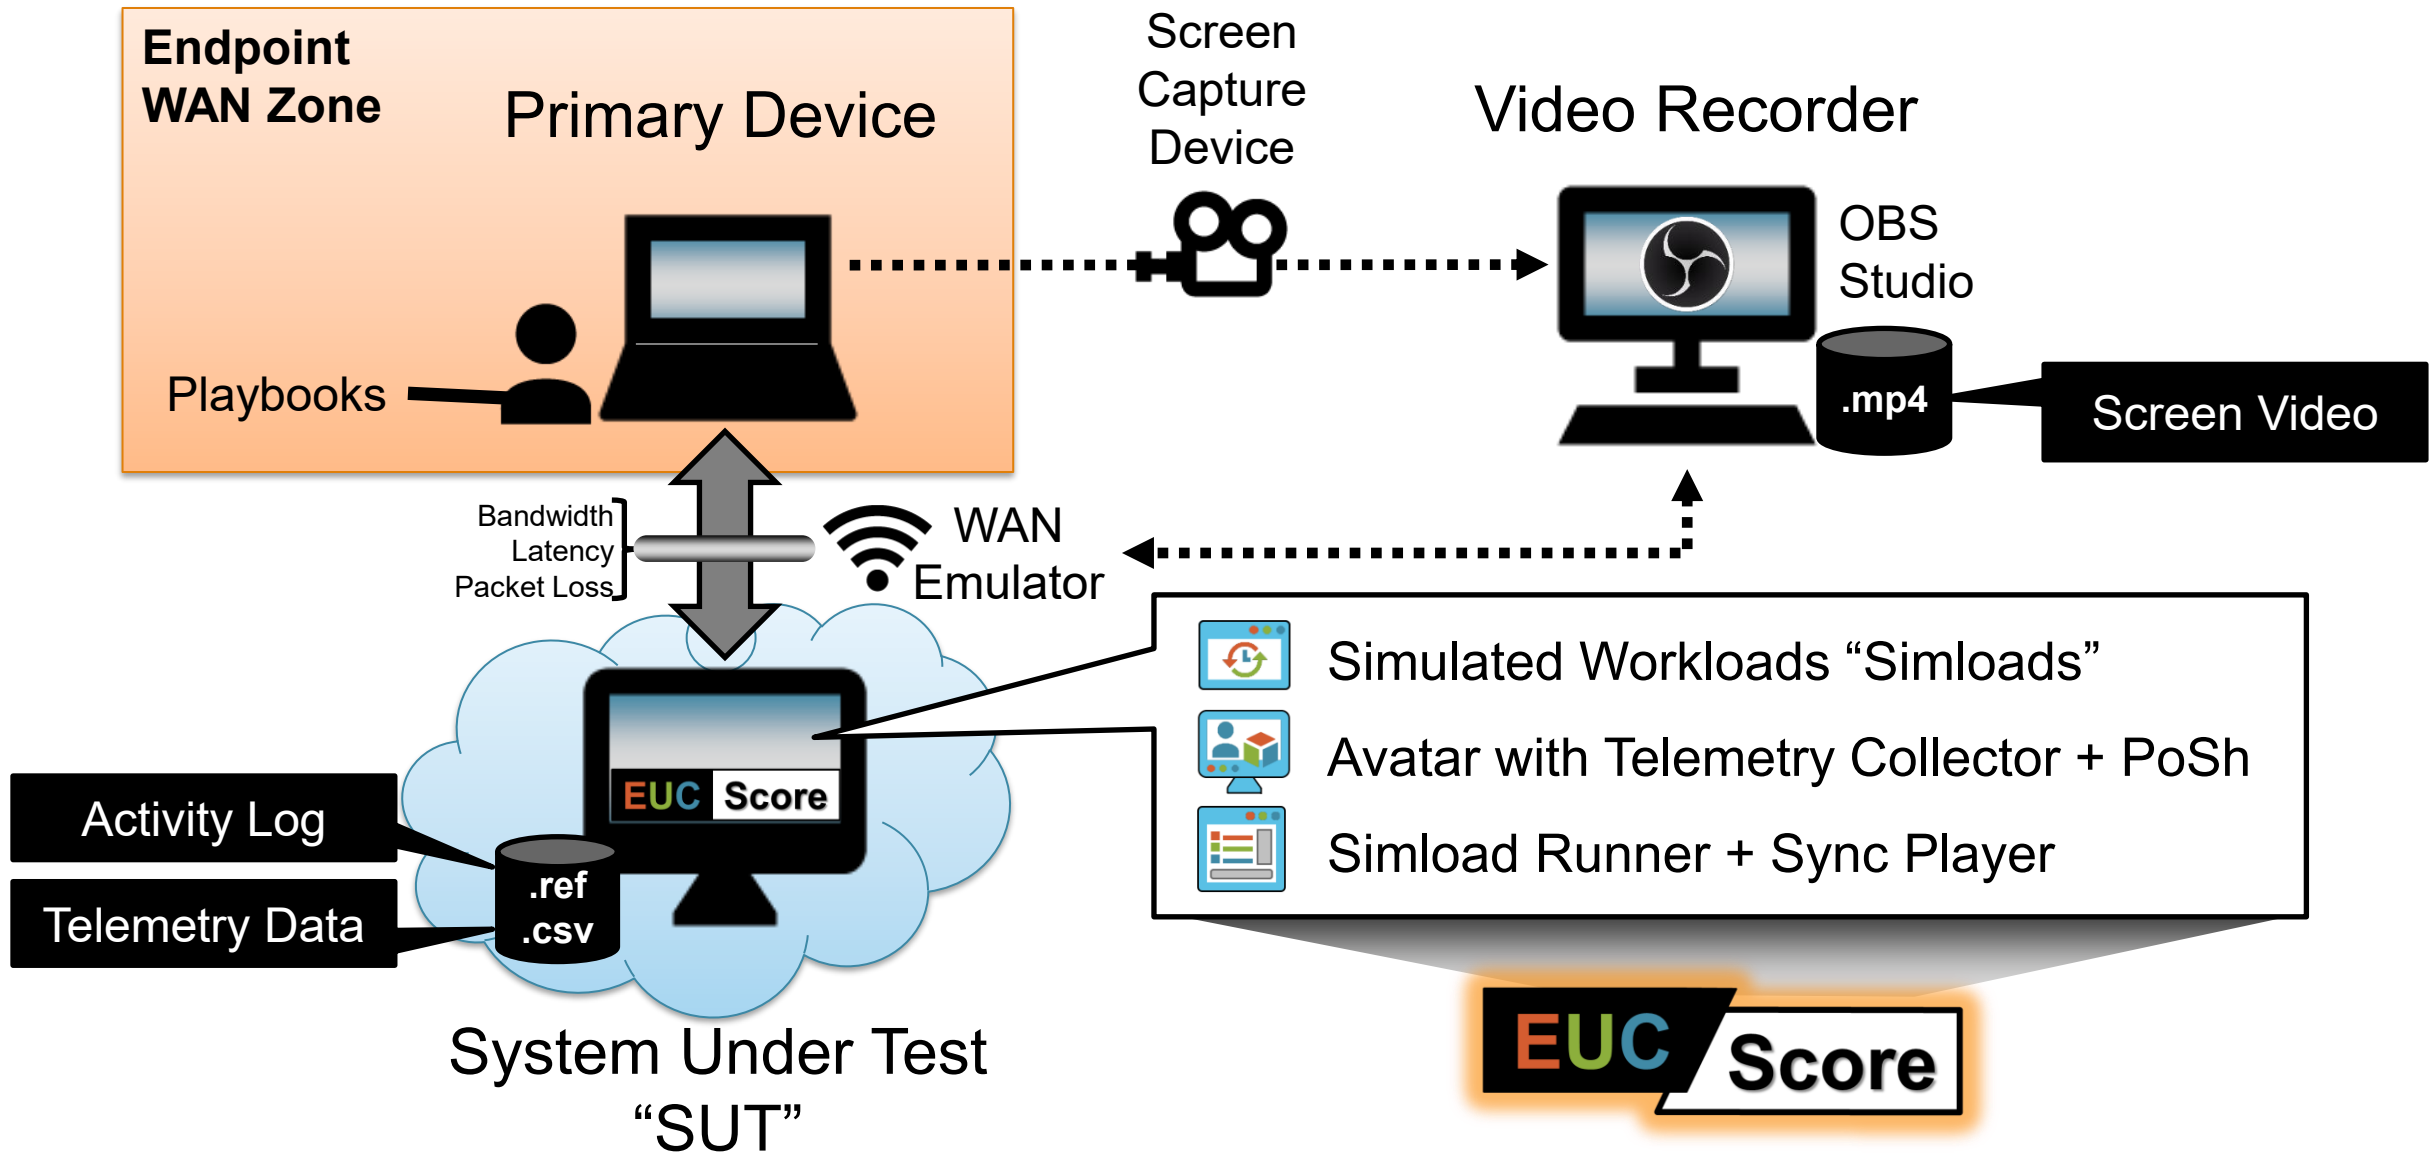 Endpoint
WAN Zone
Primary Device
Playbooks
Screen
Capture
Device
Video Recorder
OBS
Studio
.mp4
Screen Video
Bandwidth
Latency
Packet Loss
WAN
Emulator
Simulated Workloads “Simloads”
Avatar with Telemetry Collector + PoSh
Simload Runner + Sync Player
EUC Score
Activity Log
Telemetry Data
.ref
.csv
System Under Test
“SUT”
EUC Score